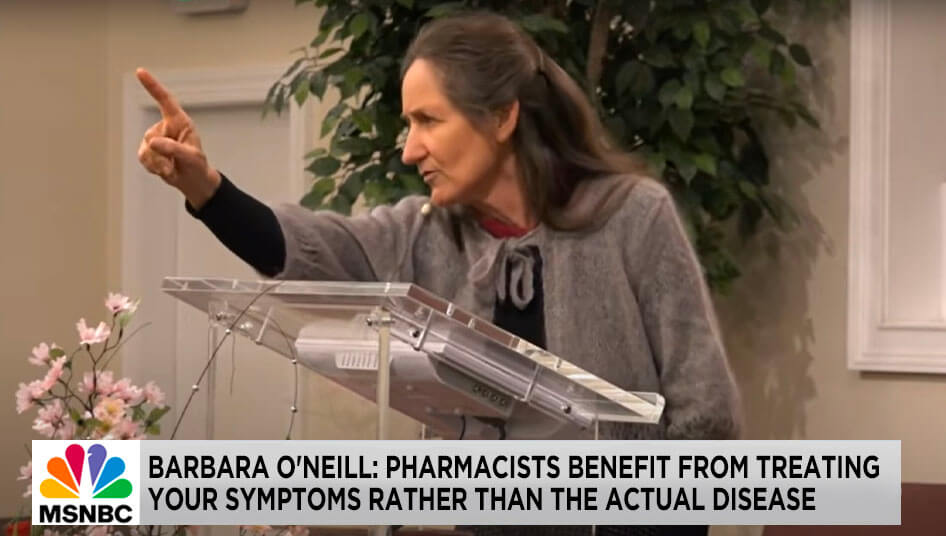 BARBARA O'NEILL: PHARMACISTS BENEFIT FROM TREATING
YOUR SYMPTOMS RATHER THAN THE ACTUAL DISEASE
MSNBC